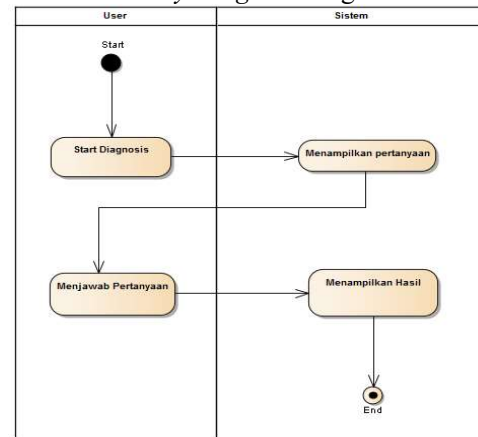 User Sistem
Start
Start Diagnosis Menampilkan pertanyaan
Menjawab Pertanyaan Menampilkan Hasil
End